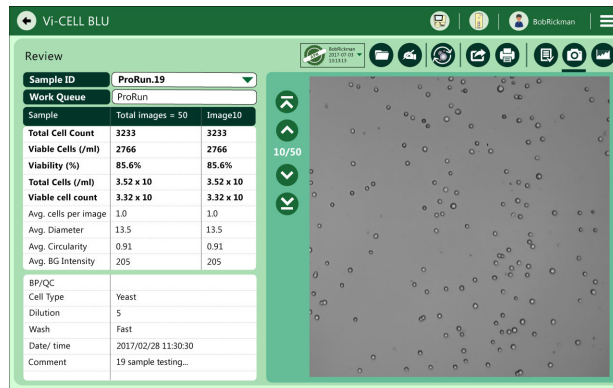 Vi-CELL BLU
BobRickman
Review
BobRickman
2017-07-03
13:13:13
Sample ID ProRun.19
Work Queue ProRun
Sample Total images = 50 Image10
Total Cell Count 3233 3233
Viable Cells (/ml) 2766 2766
Viability (%) 85.6% 85.6%
Total Cells (/ml) 3.52 x 10 3.52 x 10
Viable cell count 3.32 x 10 3.32 x 10
Avg. cells per image 1.0 1.0
Avg. Diameter 13.5 13.5
Avg. Circularity 0.91 0.91
Avg. BG Intensity 205 205
10/50
BP/QC
Cell Type Yeast
Dilution 5
Wash Fast
Date/ time 2017/02/28 11:30:30
Comment 19 sample testing...